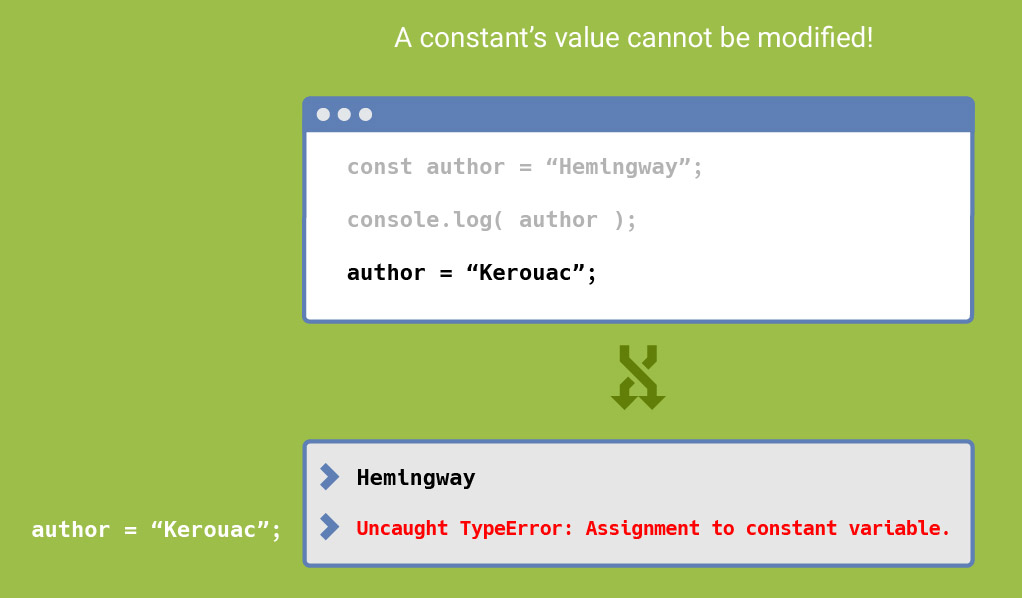 A constant’s value cannot be modified!
const author = “Hemingway”;
console.log( author );
author = “Kerouac”;
Hemingway
author = “Kerouac”;
Uncaught TypeError: Assignment to constant variable.